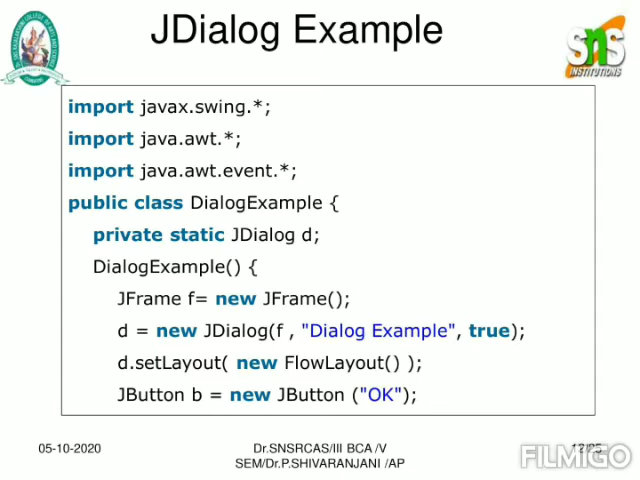 JDialog Example
SNS
INSTITUTIONS
import javax.swing.*;
import java.awt.*;
import java.awt.event.*;
public class DialogExample {
private static JDialog d;
DialogExample() {
JFrame f= new JFrame();
d = new JDialog(f , "Dialog Example", true);
d.setLayout( new FlowLayout() );
JButton b = new JButton ("OK");
05-10-2020
Dr.SNSRCAS/III BCA /V
SEM/Dr.P.SHIVARANJANI /AP
FILMIGO